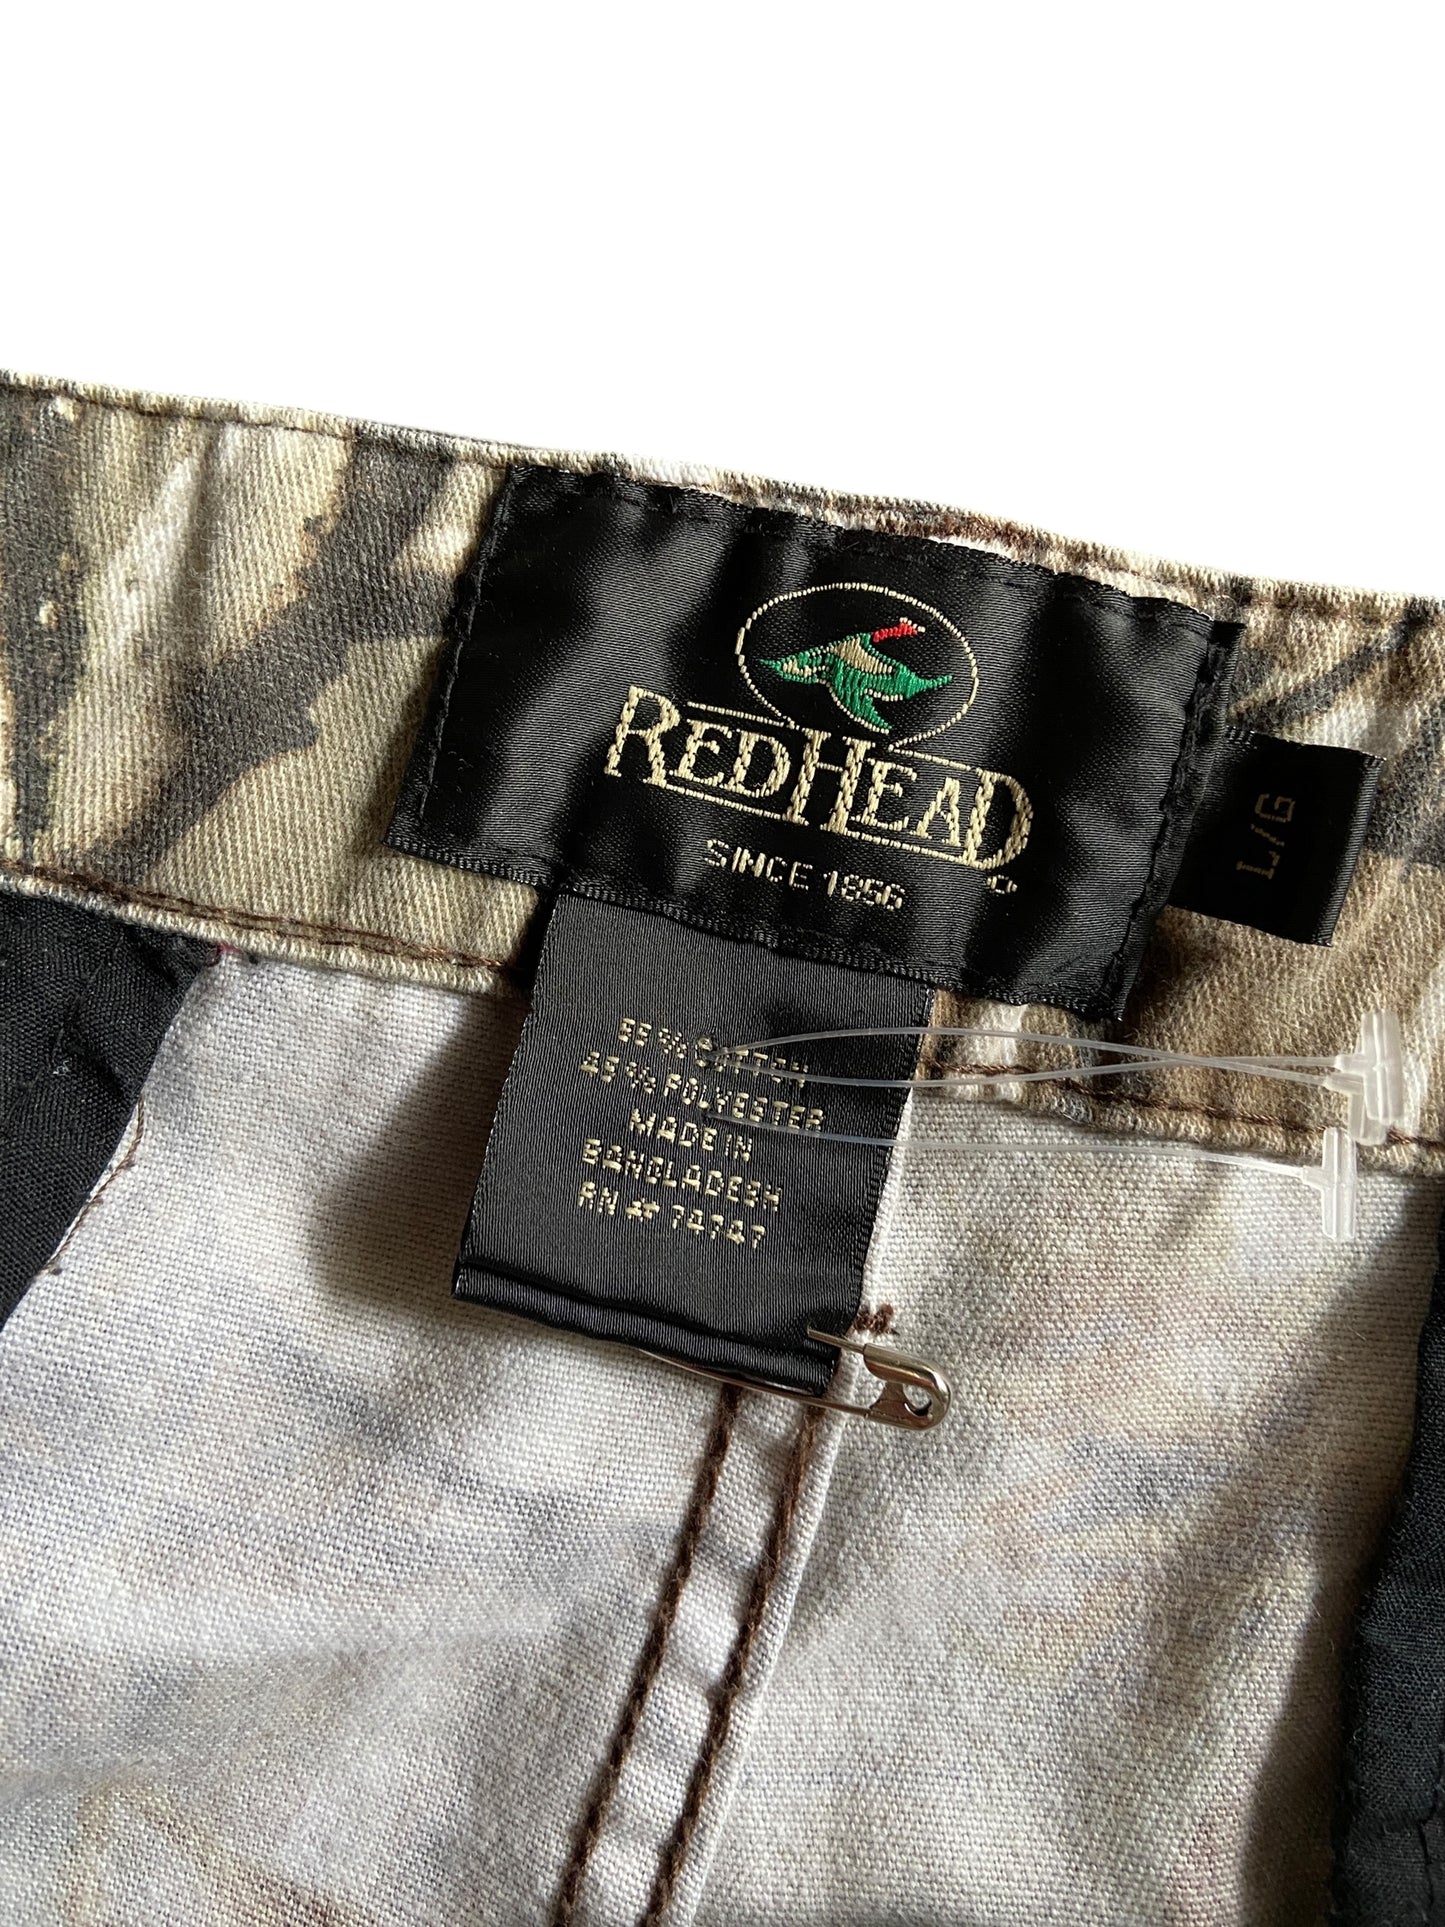 REDHEAD
SINCE 1856
L/G
55% COTTON
45% POLYESTER
MADE IN
BANGLADESH
RN # 74747